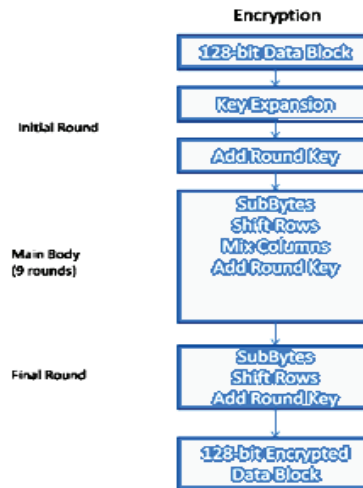 Encryption
128-bit Data Block
Key Expansion
Initial Round
Add Round Key
SubBytes
Shift Rows
Mix Columns
Add Round Key
Main Body
(9 rounds)
SubBytes
Shift Rows
Add Round Key
Final Round
128-bit Encrypted
Data Block